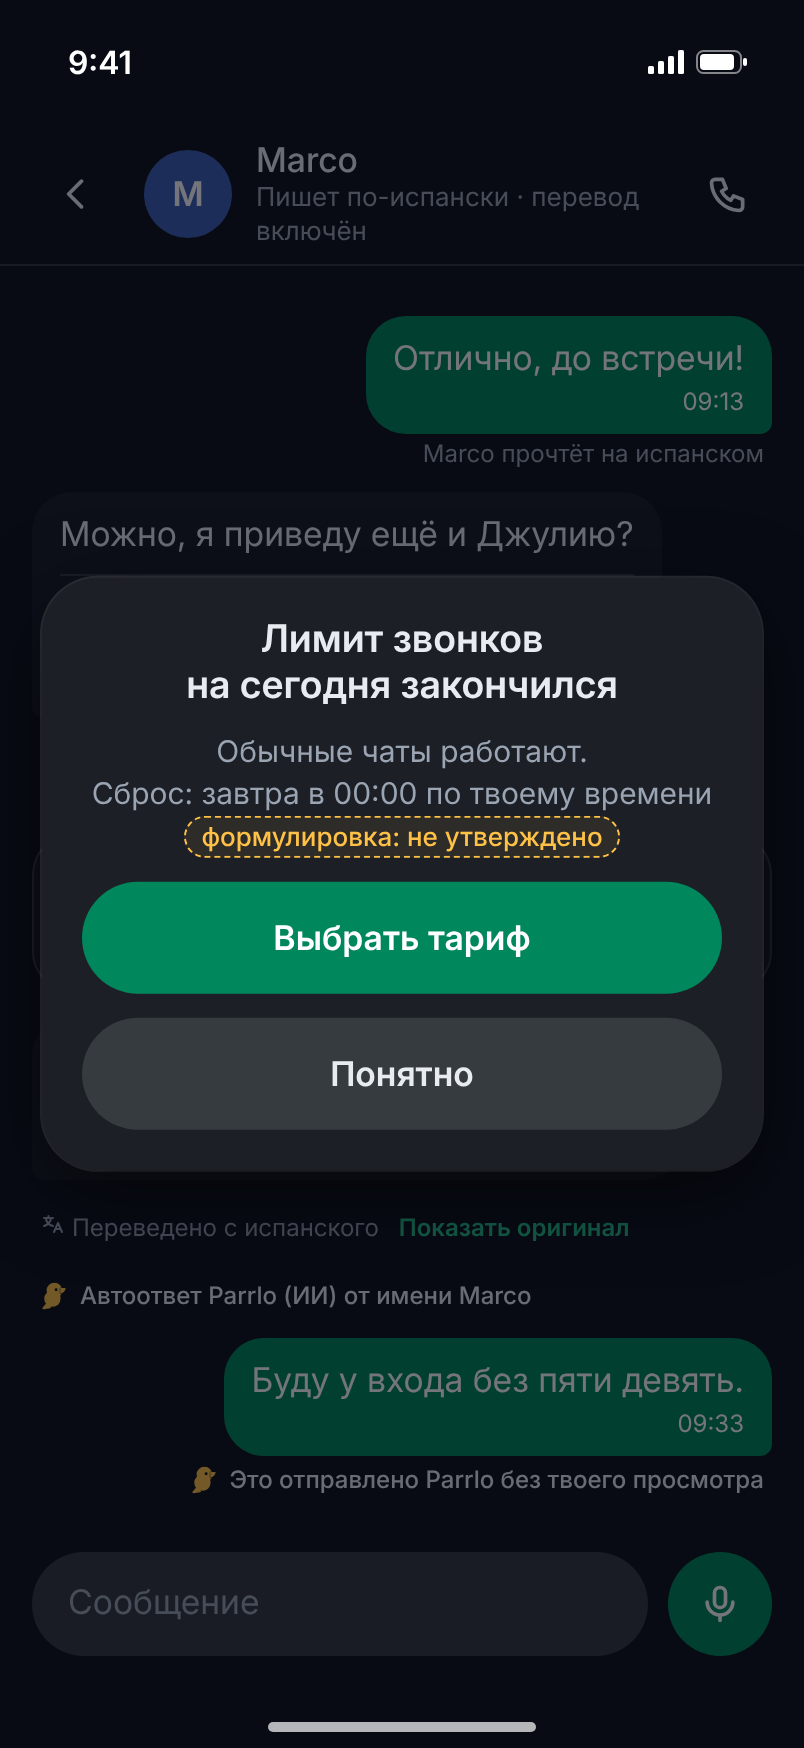 9:41
M
Marco
Пишет по-испански · перевод
включён
Отлично, до встречи!
09:13
Marco прочтёт на испанском
Можно, я приведу ещё и Джулию?
Лимит звонков
на сегодня закончился
Обычные чаты работают.
Сброс: завтра в 00:00 по твоему времени
формулировка: не утверждено
Выбрать тариф
Понятно
Переведено с испанского Показать оригинал
Автоответ Parrlo (ИИ) от имени Marco
Буду у входа без пяти девять.
09:33
Это отправлено Parrlo без твоего просмотра
Сообщение